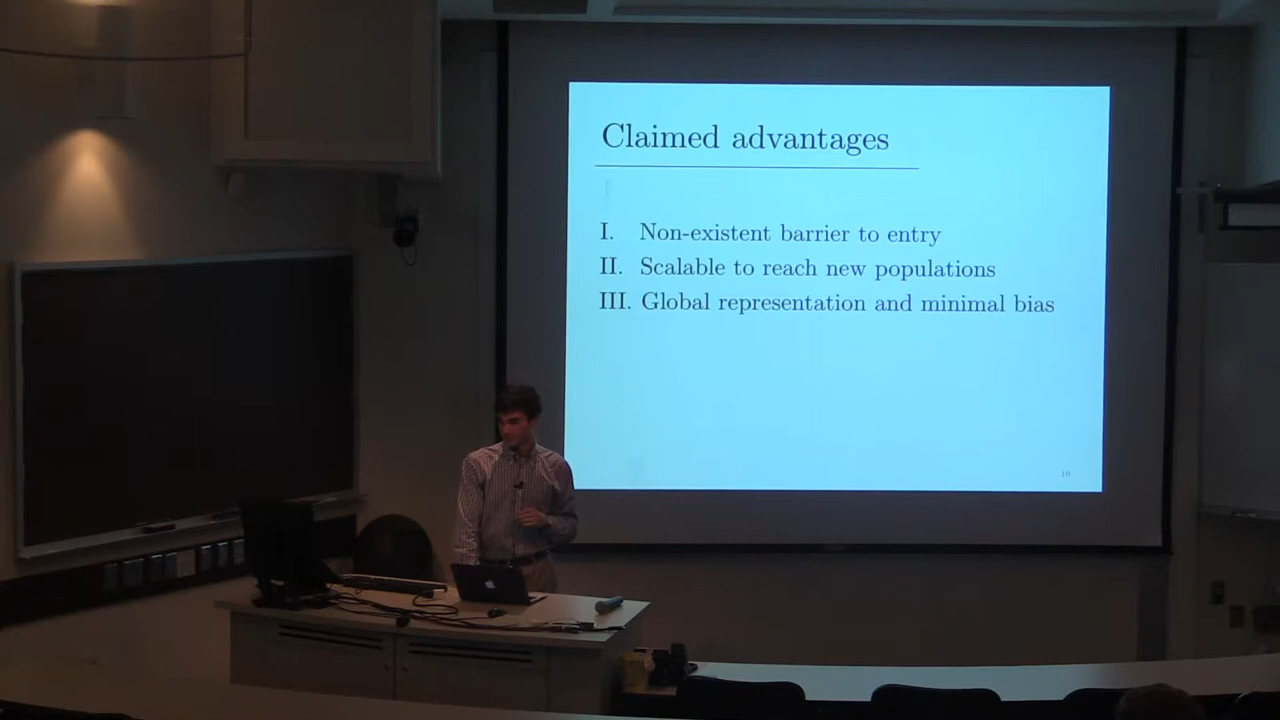 Claimed advantages
I. Non-existent barrier to entry
II. Scalable to reach new populations
III. Global representation and minimal bias
10